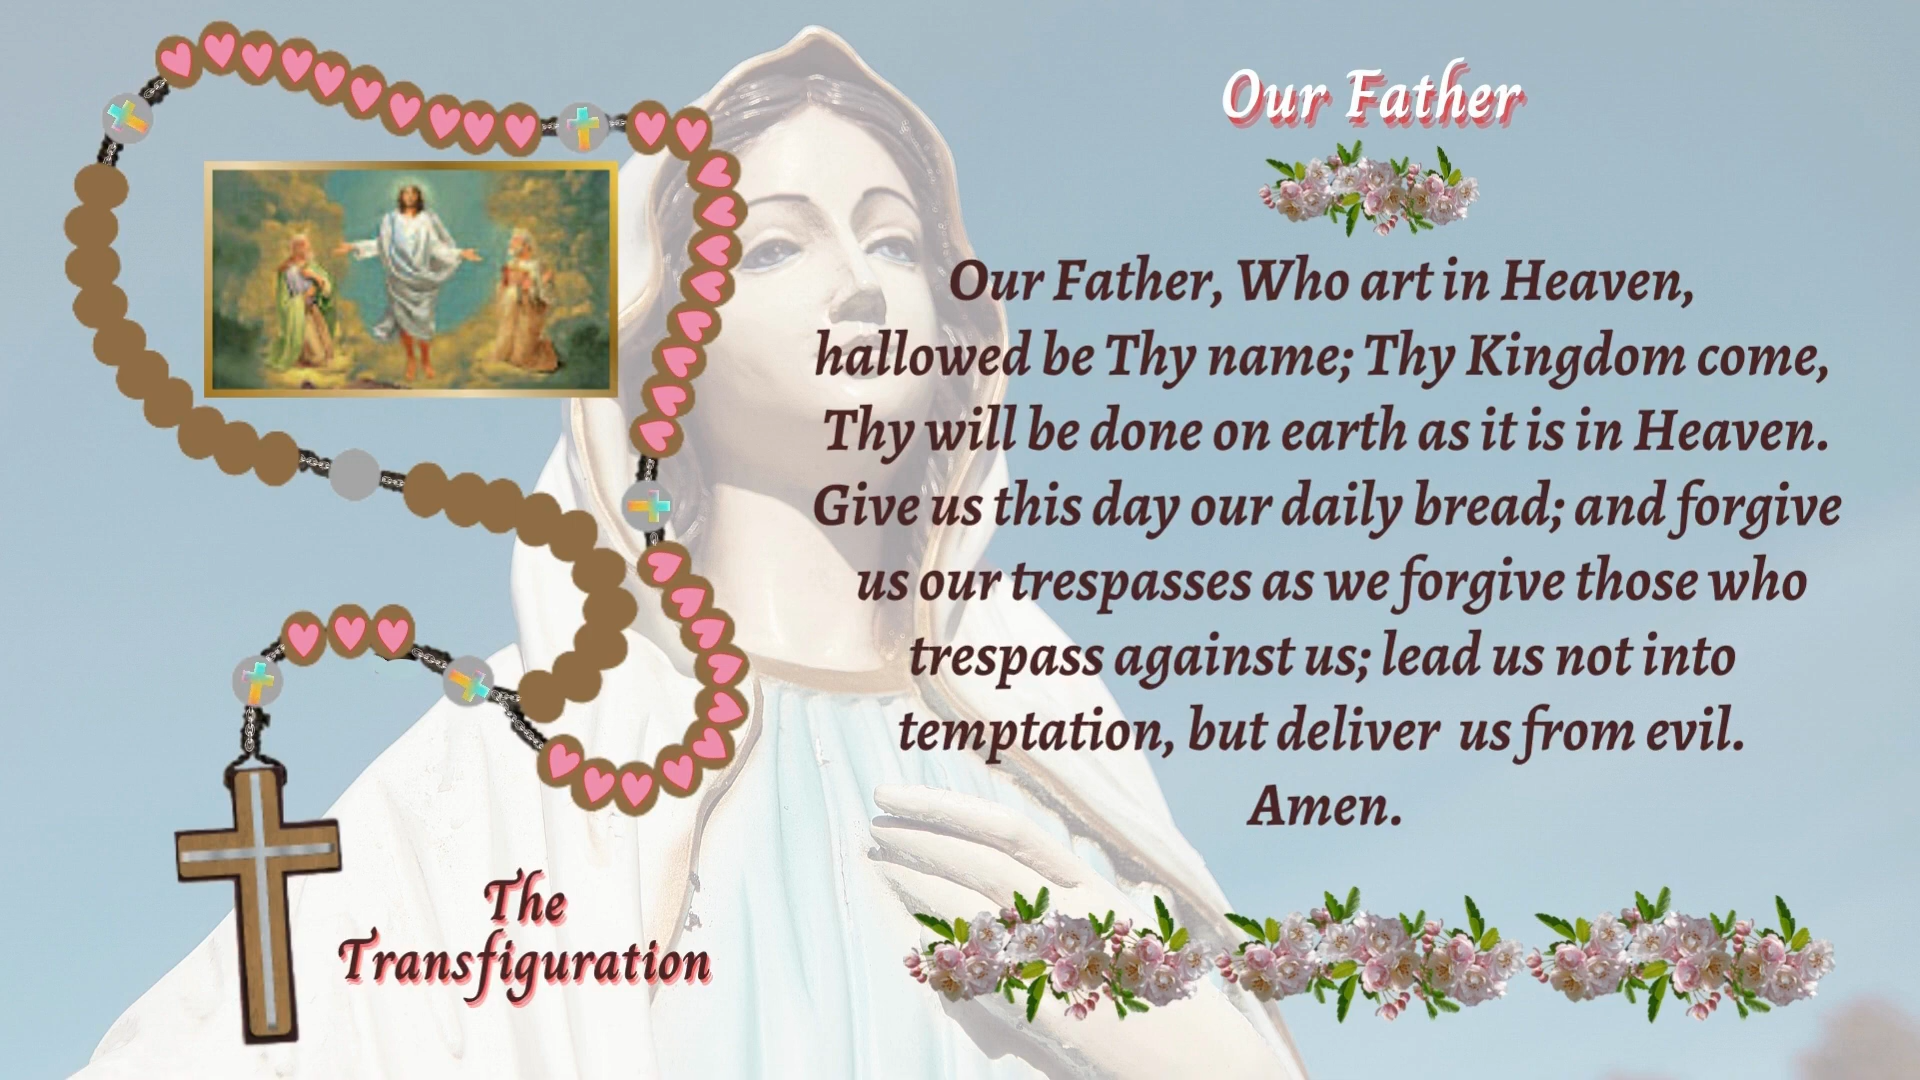 Our Father
Our Father, Who art in Heaven,
hallowed be Thy name; Thy Kingdom come,
Thy will be done on earth as it is in Heaven.
Give us this day our daily bread; and forgive
us our trespasses as we forgive those who
trespass against us; lead us not into
temptation, but deliver us from evil.
Amen.
The
Transfiguration